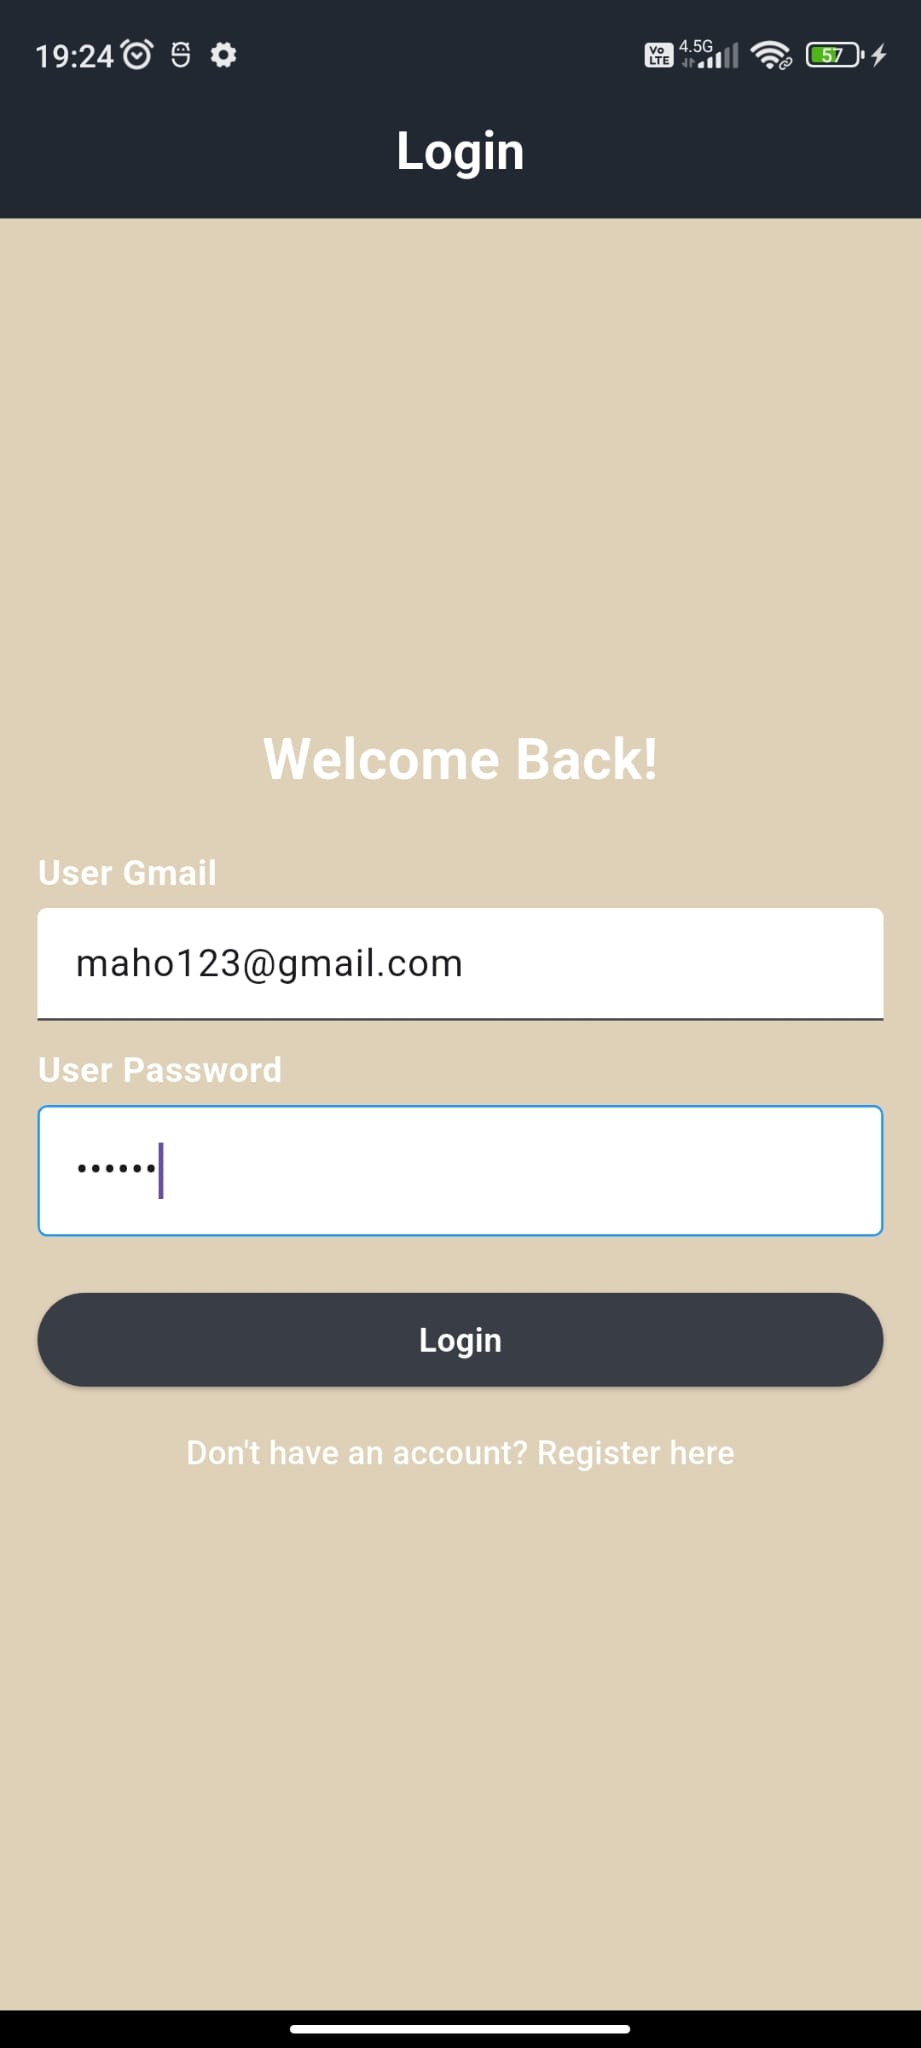 19:24 Vo LTE 4.5G 57
Login
Welcome Back!
User Gmail
maho123@gmail.com
User Password
••••••
Login
Don't have an account? Register here